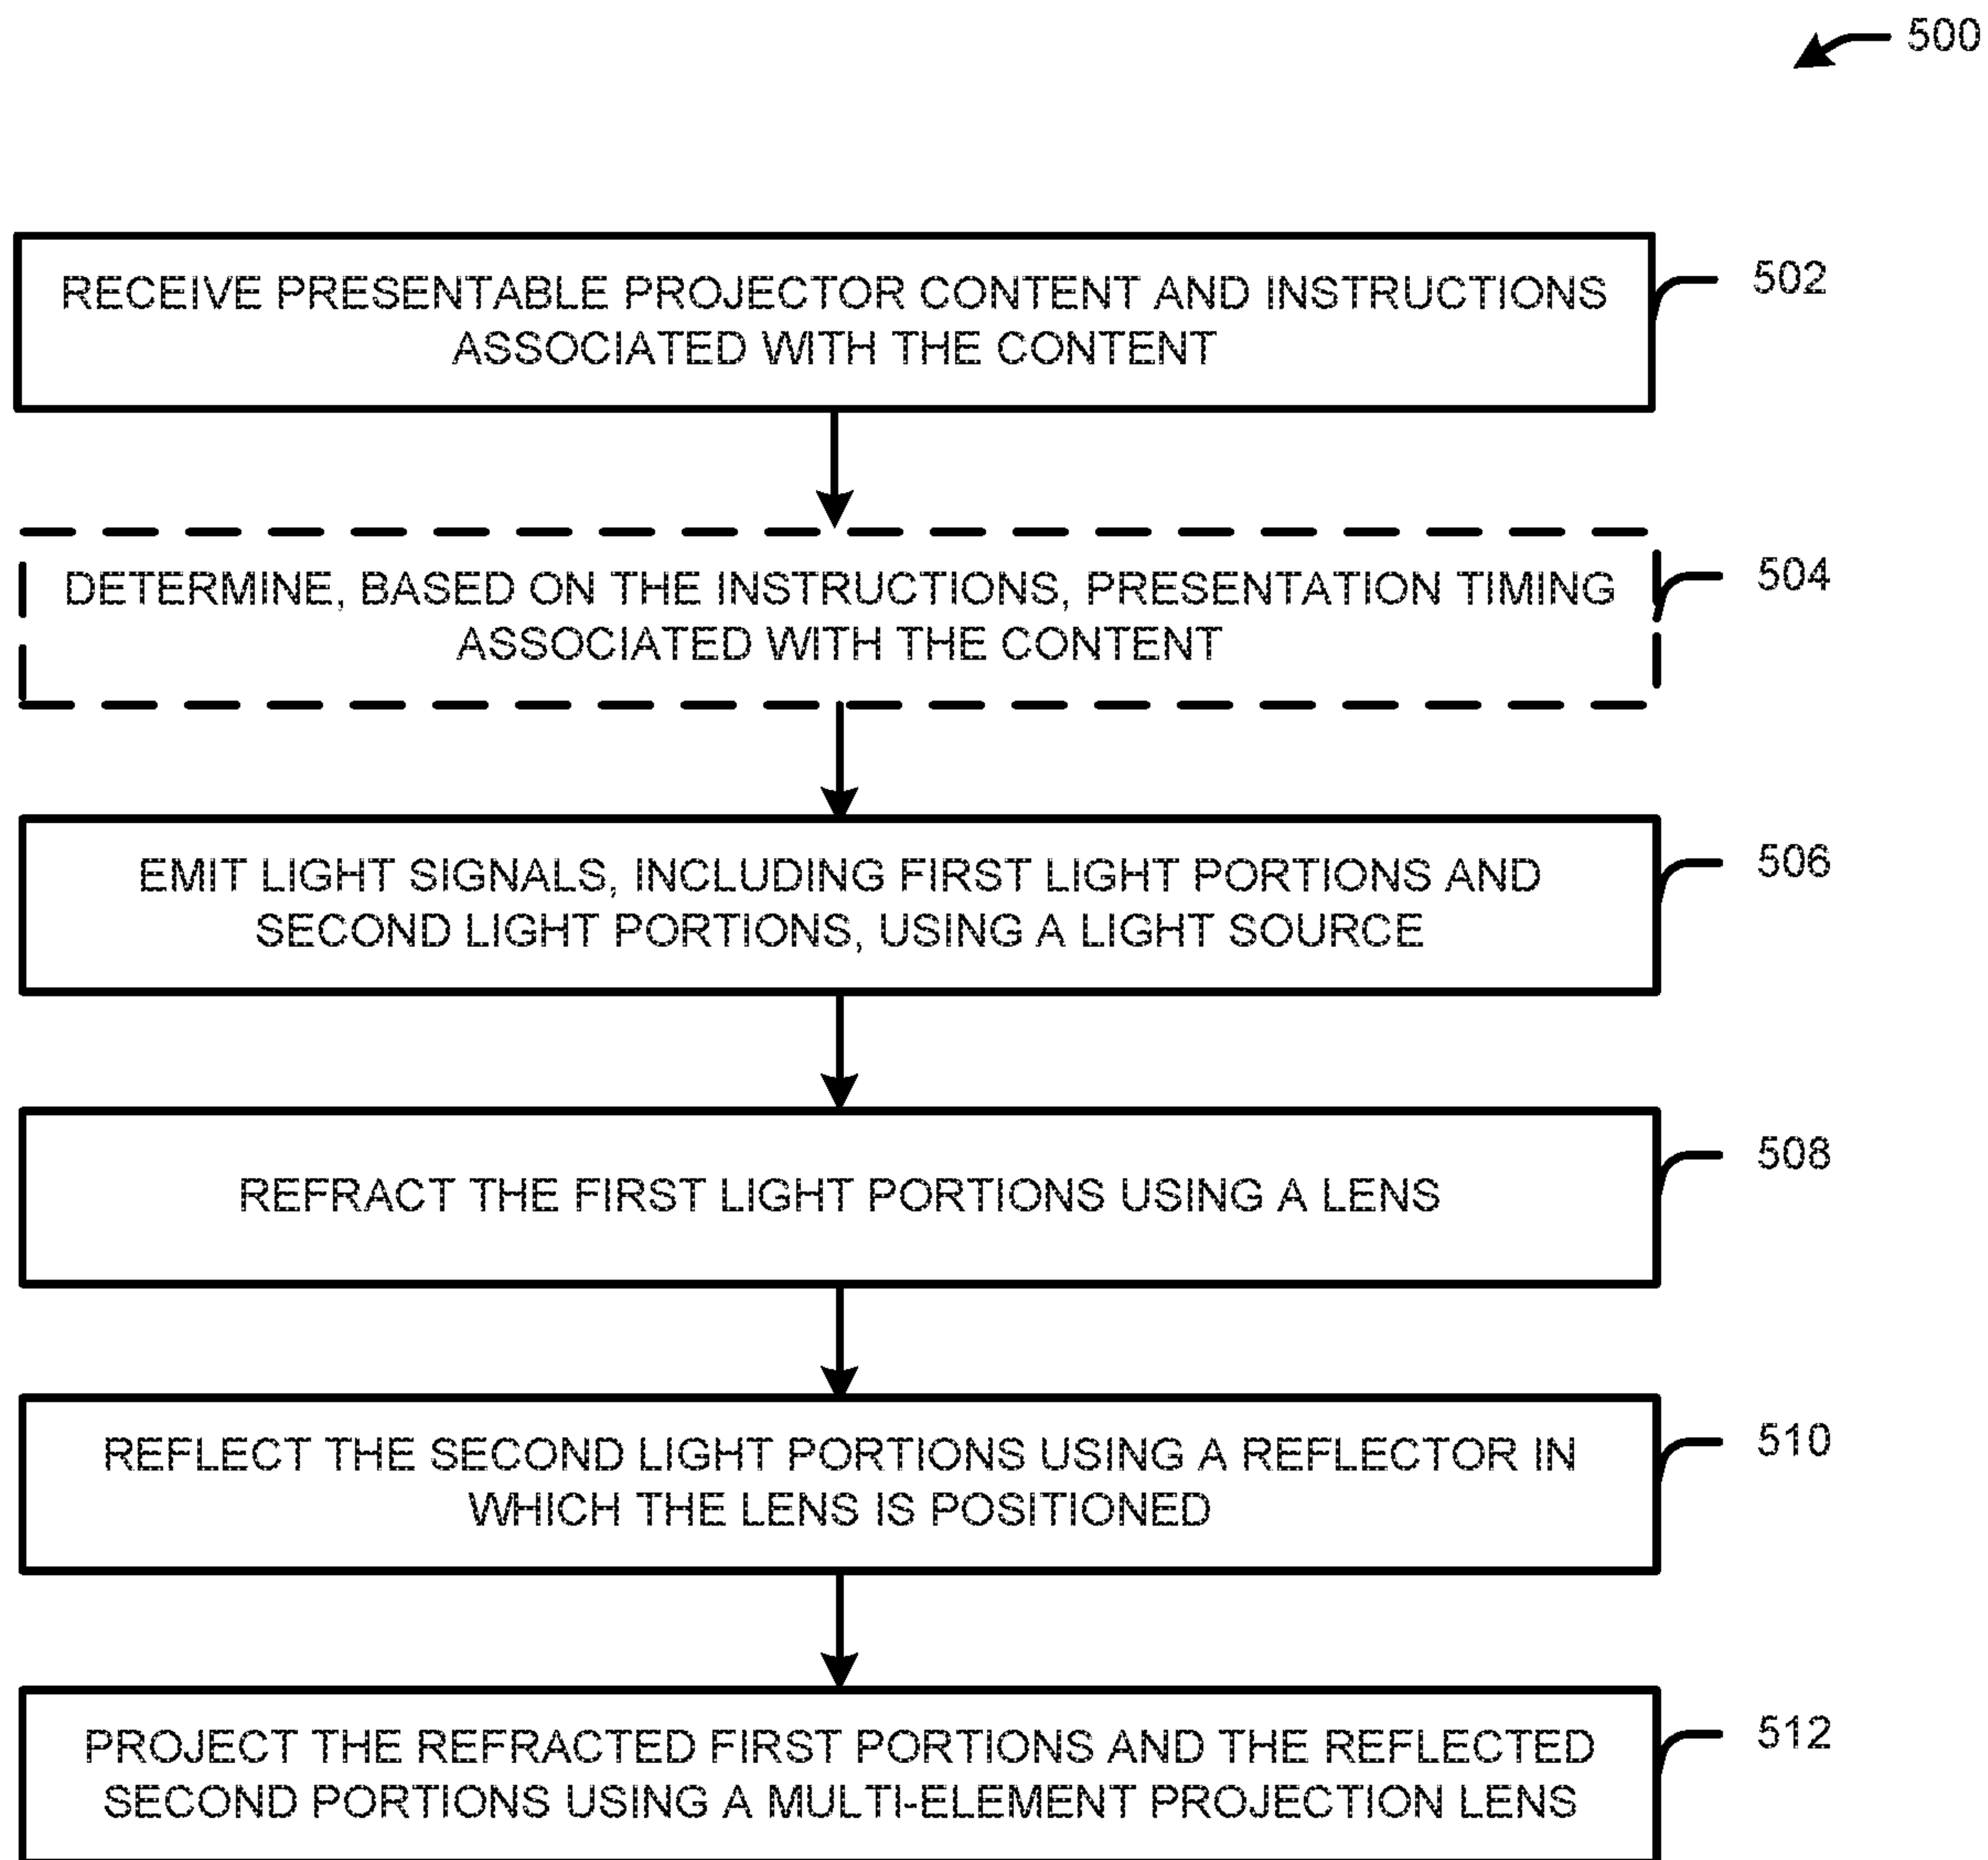 500
RECEIVE PRESENTABLE PROJECTOR CONTENT AND INSTRUCTIONS
ASSOCIATED WITH THE CONTENT
502
DETERMINE, BASED ON THE INSTRUCTIONS, PRESENTATION TIMING
ASSOCIATED WITH THE CONTENT
504
EMIT LIGHT SIGNALS, INCLUDING FIRST LIGHT PORTIONS AND
SECOND LIGHT PORTIONS, USING A LIGHT SOURCE
506
REFRACT THE FIRST LIGHT PORTIONS USING A LENS
508
REFLECT THE SECOND LIGHT PORTIONS USING A REFLECTOR IN
WHICH THE LENS IS POSITIONED
510
PROJECT THE REFRACTED FIRST PORTIONS AND THE REFLECTED
SECOND PORTIONS USING A MULTI-ELEMENT PROJECTION LENS
512